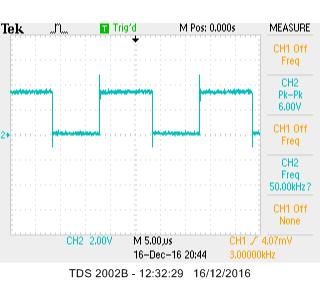 Tek Trig'd M Pos: 0.000s MEASURE
CH1 Off
Freq
CH2
Pk-Pk
6.00V
CH1 Off
Freq
2
CH2
Freq
50.00kHz?
CH1 Off
None
CH2 2.00V M 5.00µs CH1 4.07mV
16-Dec-16 20:44 3.00000kHz
TDS 2002B - 12:32:29 16/12/2016